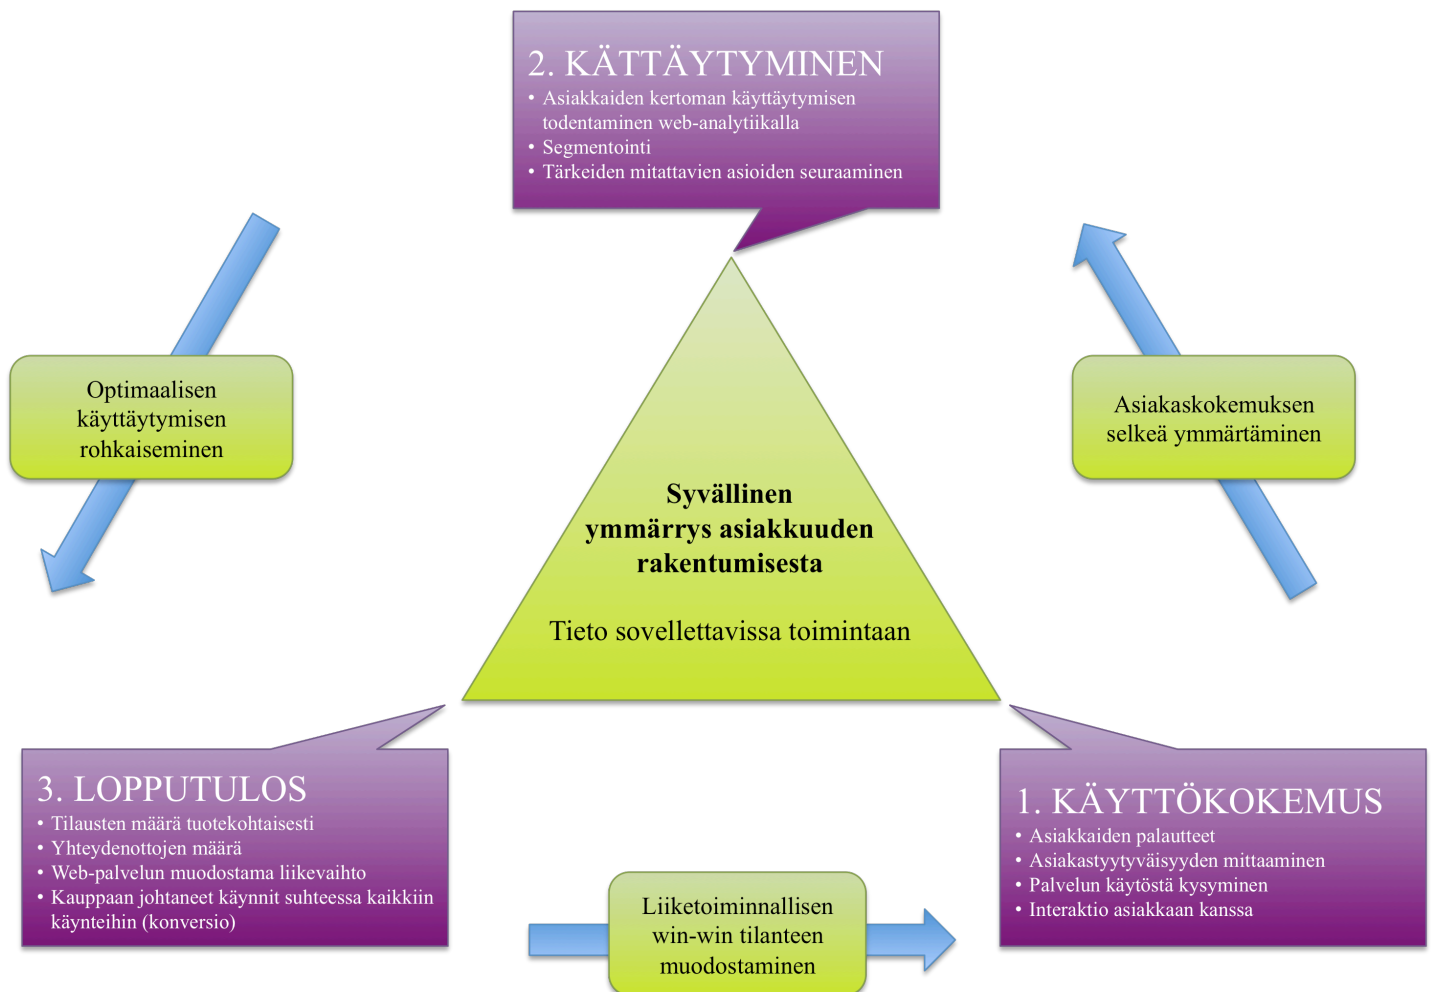 2. KÄTTÄYTYMINEN
• Asiakkaiden kertoman käyttäytymisen
todentaminen web-analytiikalla
• Segmentointi
• Tärkeiden mitattavien asioiden seuraaminen
Optimaalisen
käyttäytymisen
rohkaiseminen
Asiakaskokemuksen
selkeä ymmärtäminen
Syvällinen
ymmärrys asiakkuuden
rakentumisesta
Tieto sovellettavissa toimintaan
3. LOPPUTULOS
• Tilausten määrä tuotekohtaisesti
• Yhteydenottojen määrä
• Web-palvelun muodostama liikevaihto
• Kauppaan johtaneet käynnit suhteessa kaikkiin
käynteihin (konversio)
1. KÄYTTÖKOKEMUS
• Asiakkaiden palautteet
• Asiakastyytyväisyyden mittaaminen
• Palvelun käytöstä kysyminen
• Interaktio asiakkaan kanssa
Liiketoiminnallisen
win-win tilanteen
muodostaminen